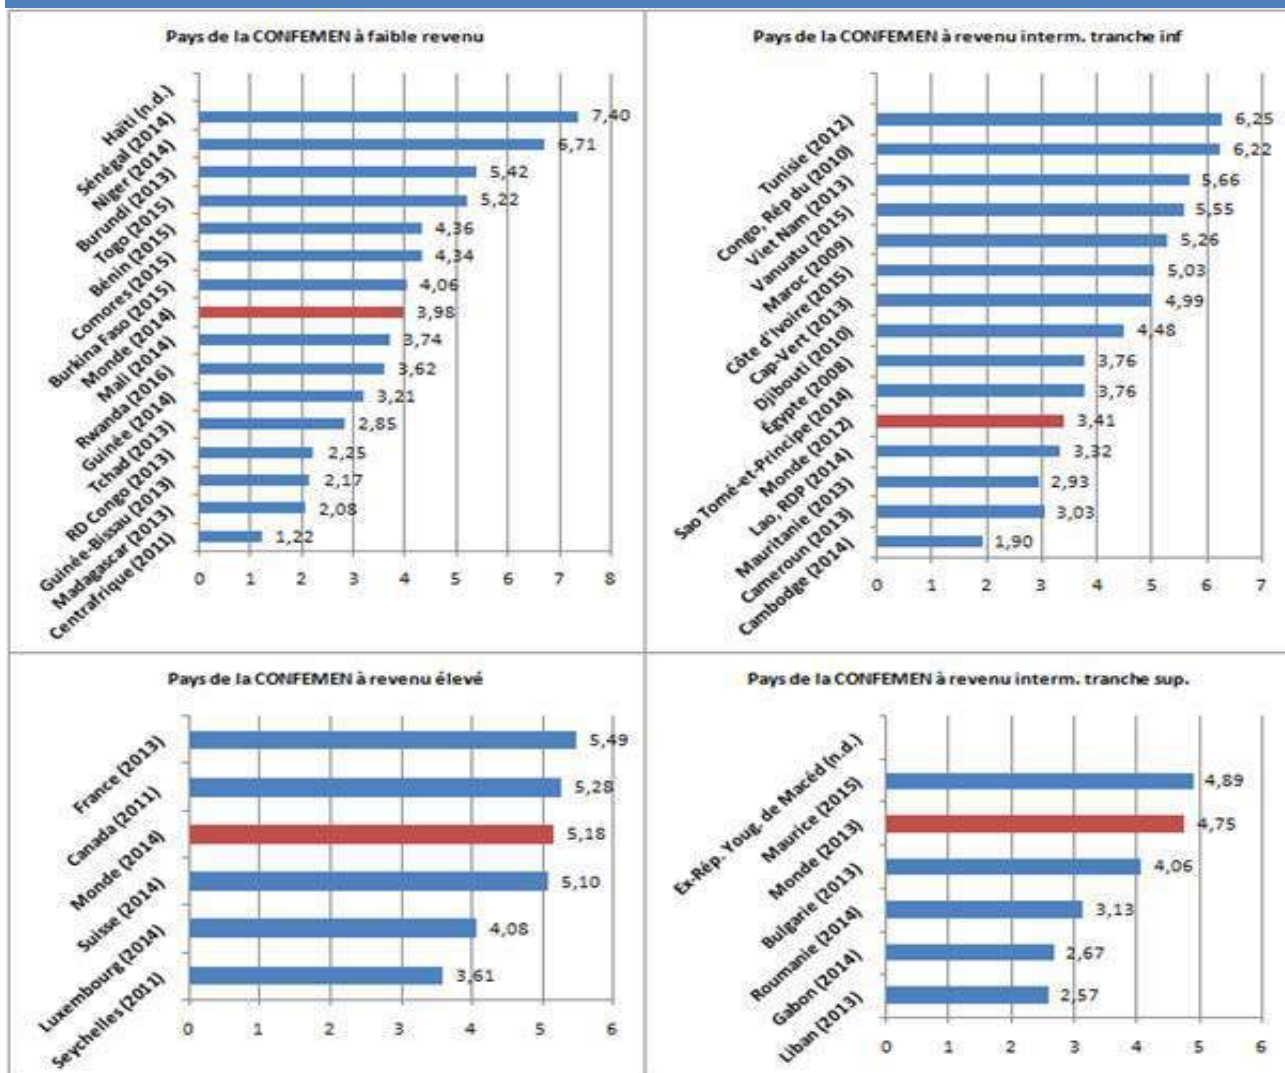 Pays de la CONFEMEN à faible revenu
Haïti (n.d.)
Sénégal (2014) 7,40
Niger (2014) 6,71
Burundi (2013) 5,42
Togo (2015) 5,22
Bénin (2015) 4,36
Comores (2015) 4,34
Burkina Faso (2015) 4,06
Monde (2014) 3,98
Mali (2014) 3,74
Rwanda (2016) 3,62
Guinée (2014) 3,21
Tchad (2013) 2,85
RD Congo (2013) 2,25
Guinée-Bissau (2013) 2,17
Madagascar (2013) 2,08
Centrafrique (2011) 1,22
0 1 2 3 4 5 6 7 8
Pays de la CONFEMEN à revenu interm. tranche inf
Tunisie (2012) 6,25
Congo, Rép du (2010) 6,22
Viet Nam (2013) 5,66
Vanuatu (2015) 5,55
Maroc (2009) 5,26
Côte d'Ivoire (2015) 5,03
Cap-Vert (2013) 4,99
Djibouti (2010) 4,48
Égypte (2008) 3,76
Sao Tomé-et-Principe (2014) 3,76
Monde (2012) 3,41
Lao, RDP (2014) 3,32
Mauritanie (2013) 2,93
Cameroun (2013) 3,03
Cambodge (2014) 1,90
0 1 2 3 4 5 6 7
Pays de la CONFEMEN à revenu élevé
France (2013) 5,49
Canada (2011) 5,28
Monde (2014) 5,18
Suisse (2014) 5,10
Luxembourg (2014) 4,08
Seychelles (2011) 3,61
0 1 2 3 4 5 6
Pays de la CONFEMEN à revenu interm. tranche sup.
Ex-Rép. Youg. de Macéd (n.d.)
Maurice (2015) 4,89
Monde (2013) 4,75
Bulgarie (2013) 4,06
Roumanie (2014) 3,13
Gabon (2014) 2,67
Liban (2013) 2,57
0 1 2 3 4 5 6